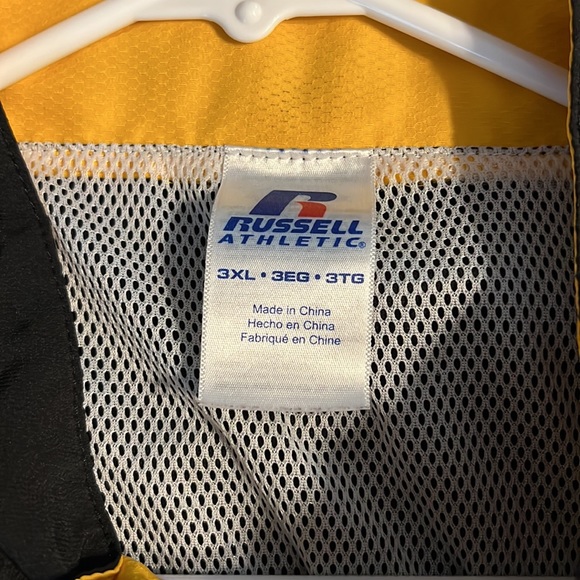 RUSSELL
ATHLETIC®
3XL • 3EG • 3TG
Made in China
Hecho en China
Fabriqué en Chine